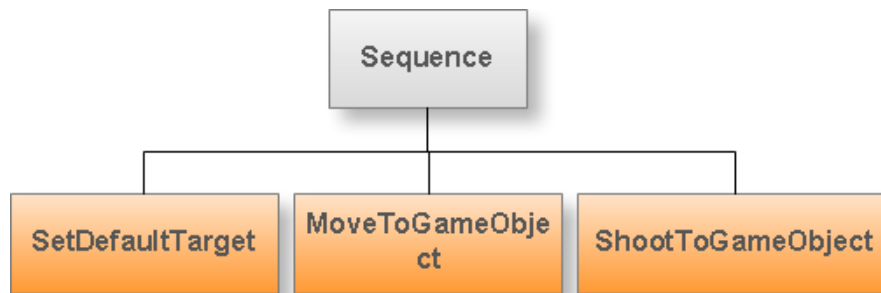 Sequence
SetDefaultTarget
MoveToGameObje
ct
ShootToGameObject